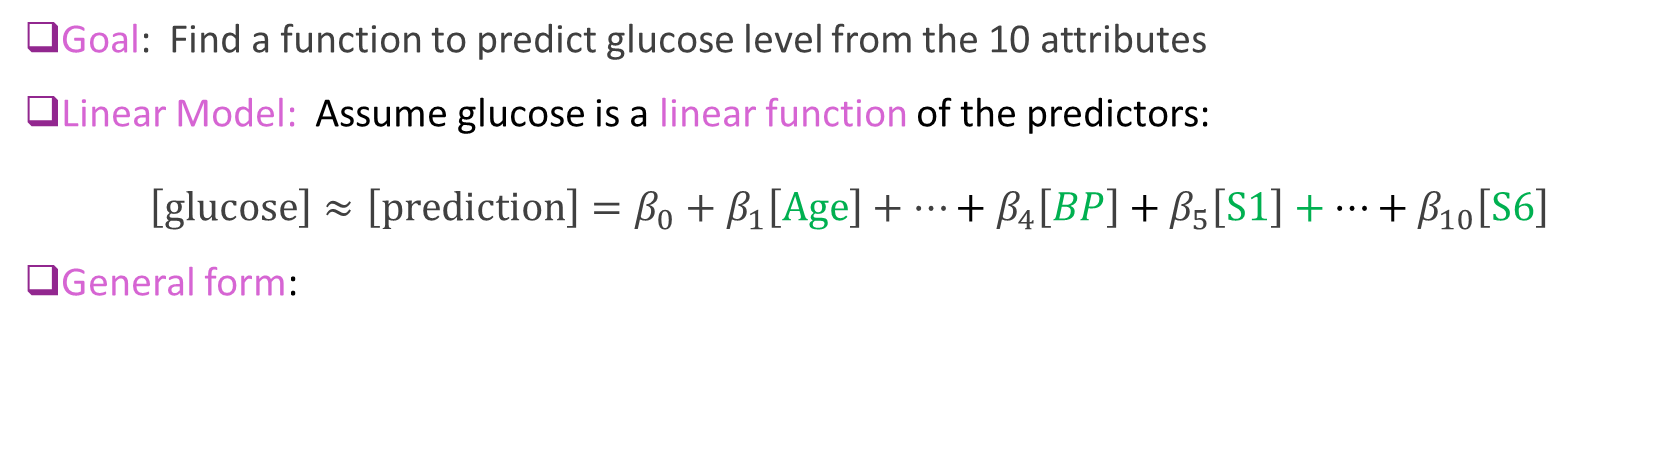 ❑Goal: Find a function to predict glucose level from the 10 attributes
❑Linear Model: Assume glucose is a linear function of the predictors:
[glucose] ≈ [prediction] = β₀ + β₁[Age] + ⋯ + β₄[BP] + β₅[S1] + ⋯ + β₁₀[S6]
❑General form: